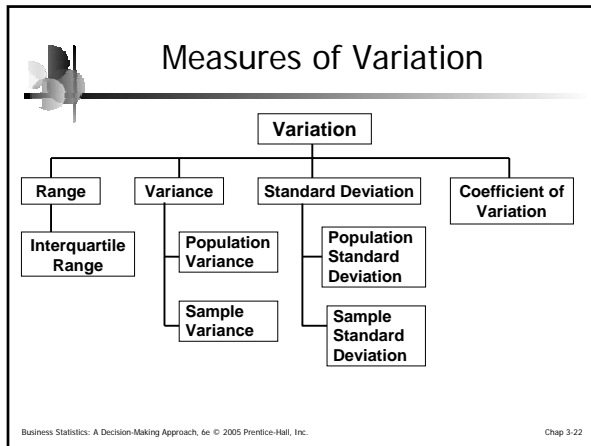 Measures of Variation
Variation
Range
Variance
Standard Deviation
Coefficient of
Variation
Interquartile
Range
Population
Variance
Population
Standard
Deviation
Sample
Variance
Sample
Standard
Deviation
Business Statistics: A Decision-Making Approach, 6e © 2005 Prentice-Hall, Inc.
Chap 3-22